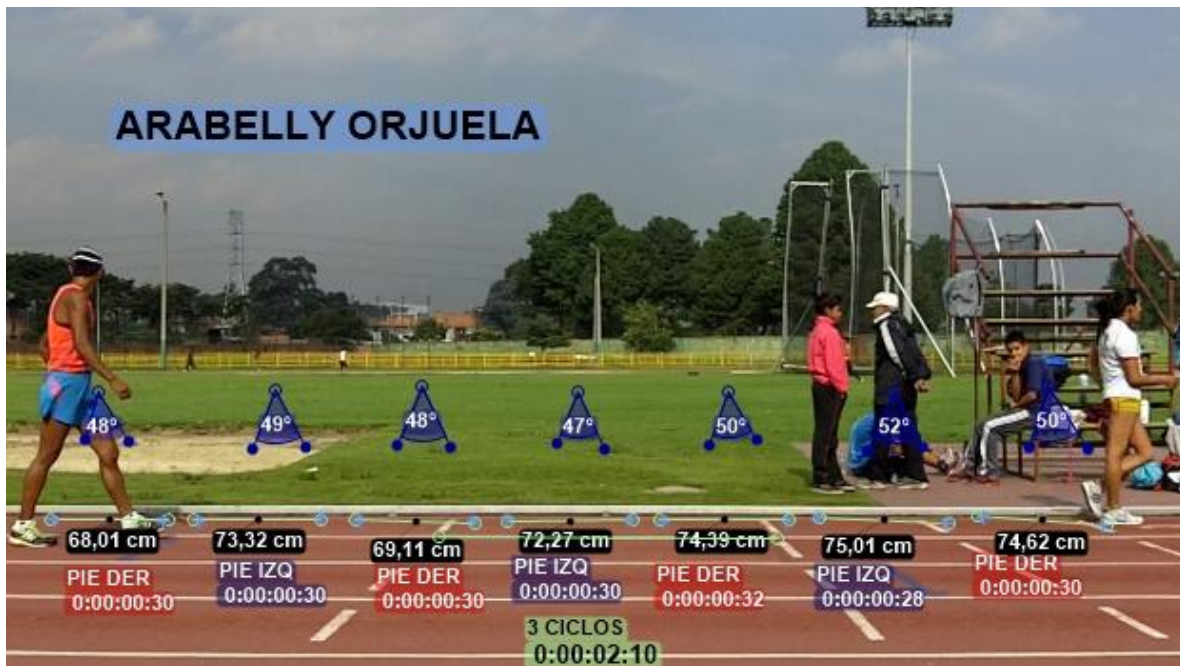 ARABELLY ORJUELA
48° 49° 48° 47° 50° 52° 50°
68,01 cm 73,32 cm 69,11 cm 72,27 cm 74,39 cm 75,01 cm 74,62 cm
PIE DER PIE IZQ PIE DER PIE IZQ PIE DER PIE IZQ PIE DER
0:00:00:30 0:00:00:30 0:00:00:30 0:00:00:30 0:00:00:32 0:00:00:28 0:00:00:30
3 CICLOS
0:00:02:10